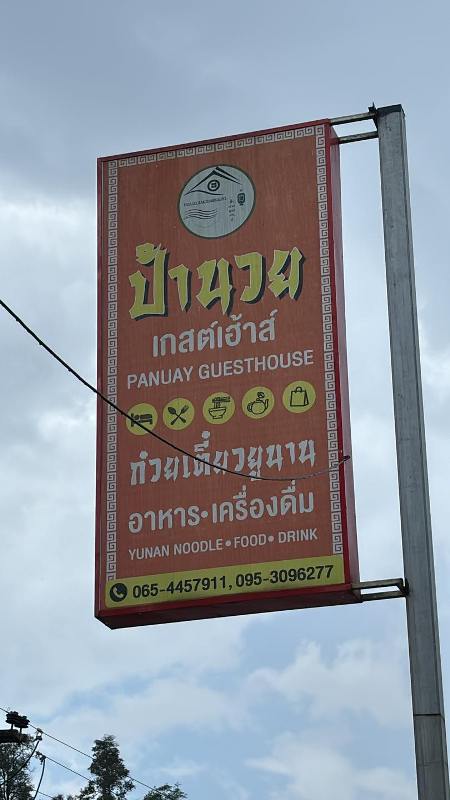 ป้านวย
เกสต์เฮ้าส์
PANUAY GUESTHOUSE
ก๋วยเตี๋ยวยูนาน
อาหาร•เครื่องดื่ม
YUNAN NOODLE•FOOD•DRINK
065-4457911, 095-3096277